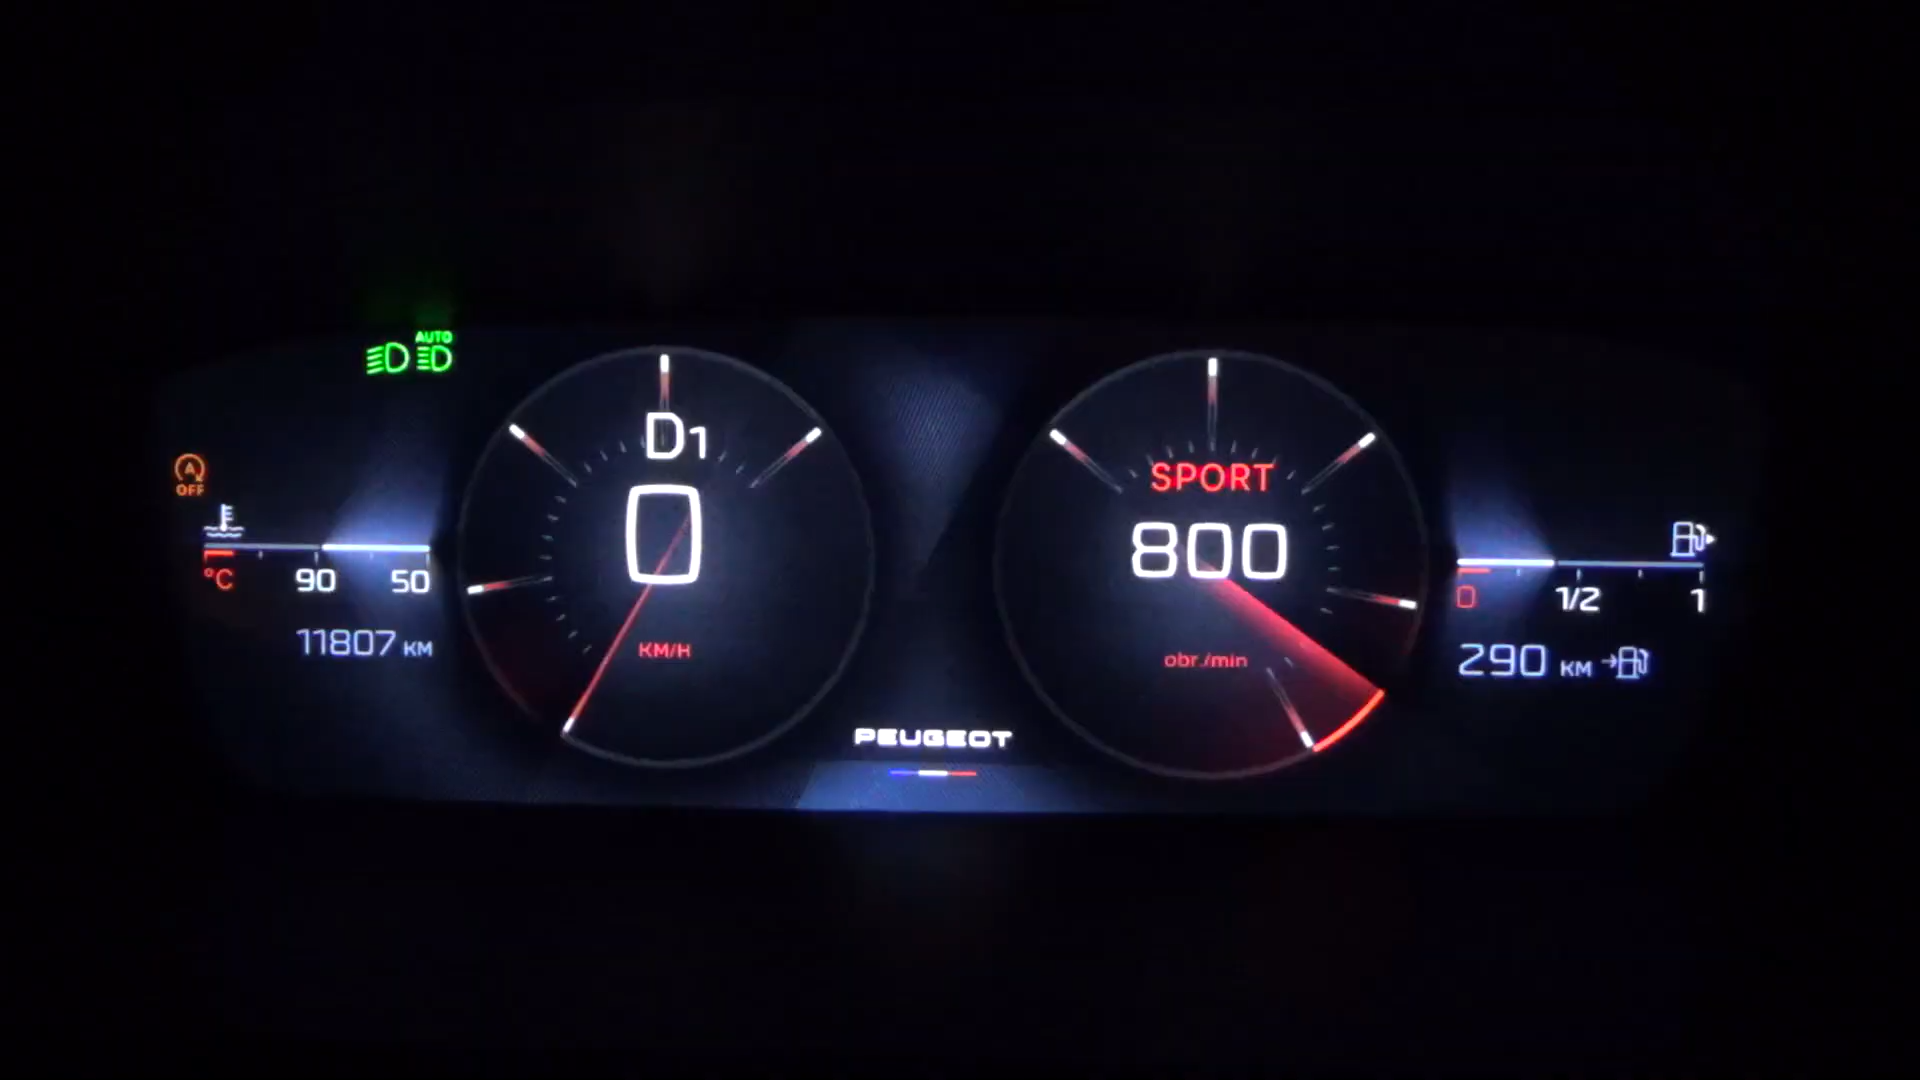 AUTO
A
OFF
°C 90 50
11807 KM
D1
0
KM/H
PEUGEOT
SPORT
800
obr./min
0 1/2 1
290 KM